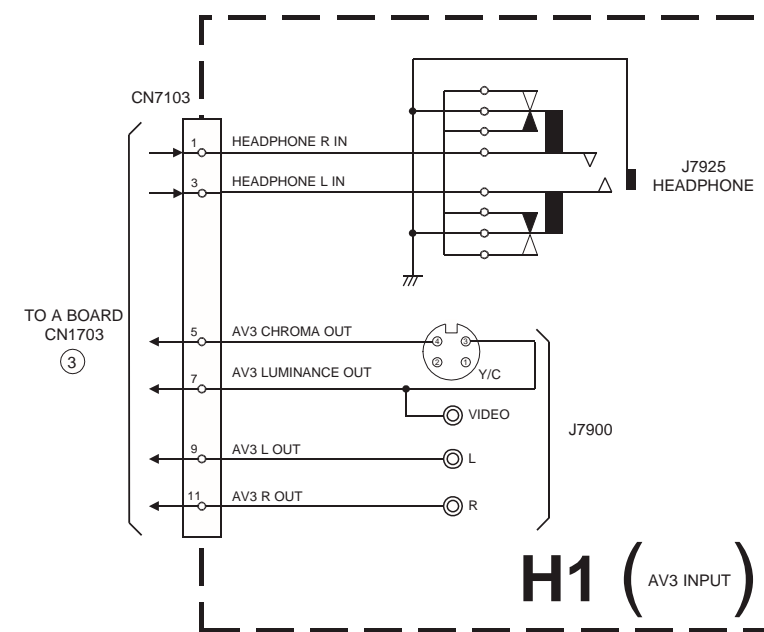 CN7103
1 HEADPHONE R IN
3 HEADPHONE L IN
J7925
HEADPHONE
TO A BOARD
CN1703
3
5 AV3 CHROMA OUT
4 3
2 1
Y/C
7 AV3 LUMINANCE OUT
VIDEO
J7900
9 AV3 L OUT
L
11 AV3 R OUT
R
H1 (AV3 INPUT)